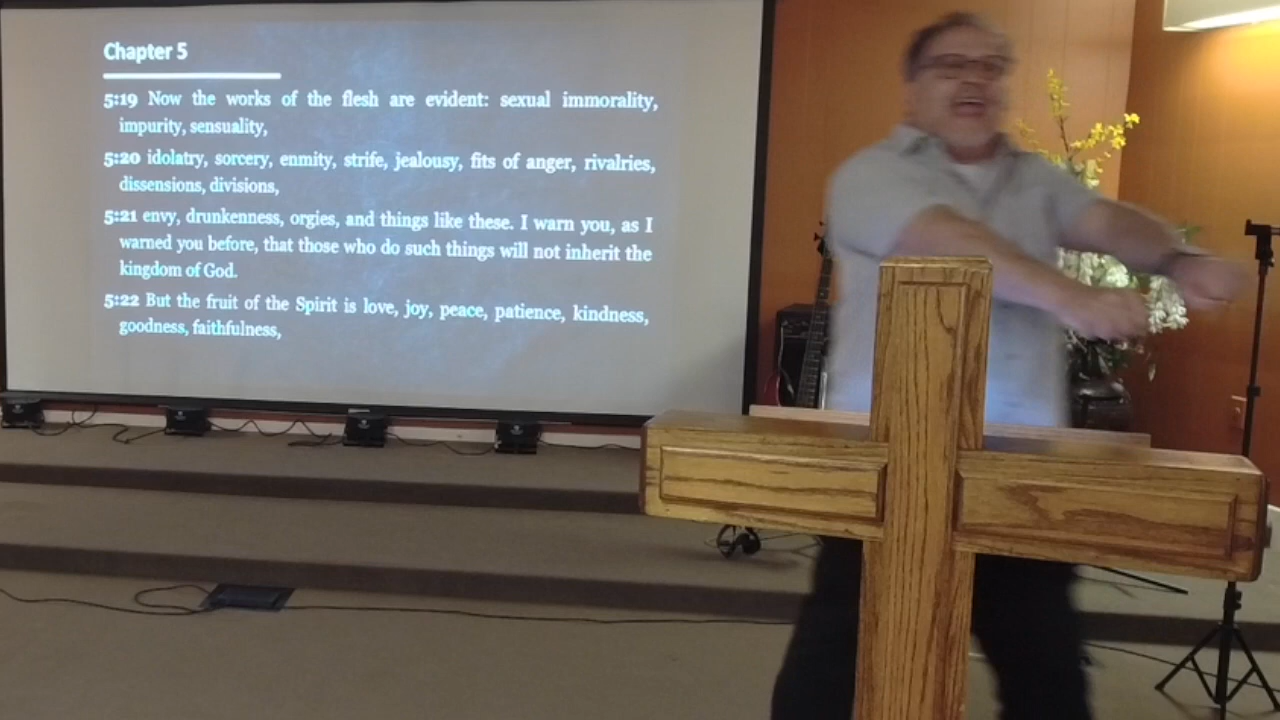 Chapter 5
5:19 Now the works of the flesh are evident: sexual immorality,
impurity, sensuality,
5:20 idolatry, sorcery, enmity, strife, jealousy, fits of anger, rivalries,
dissensions, divisions,
5:21 envy, drunkenness, orgies, and things like these. I warn you, as I
warned you before, that those who do such things will not inherit the
kingdom of God.
5:22 But the fruit of the Spirit is love, joy, peace, patience, kindness,
goodness, faithfulness,